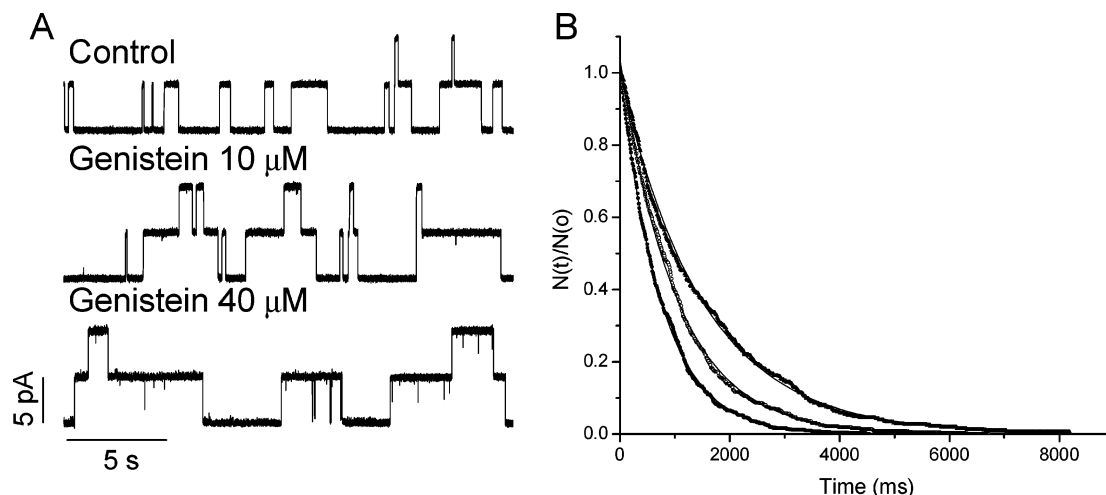 A
Control
Genistein 10 μM
Genistein 40 μM
5 pA
5 s
B
N(t)/N(o)
1.0
0.8
0.6
0.4
0.2
0.0
0 2000 4000 6000 8000
Time (ms)